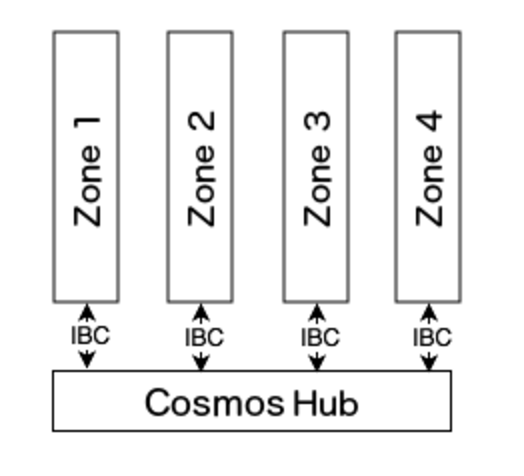 Zone 1
Zone 2
Zone 3
Zone 4
IBC
IBC
IBC
IBC
Cosmos Hub